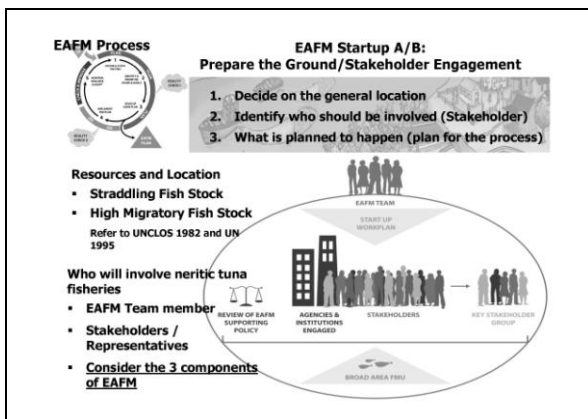 EAFM Process
EAFM Startup A/B:
Prepare the Ground/Stakeholder Engagement
1. Decide on the general location
2. Identify who should be involved (Stakeholder)
3. What is planned to happen (plan for the process)
Resources and Location
▪ Straddling Fish Stock
▪ High Migratory Fish Stock
Refer to UNCLOS 1982 and UN
1995
Who will involve neritic tuna
fisheries
▪ EAFM Team member
▪ Stakeholders /
Representatives
▪ Consider the 3 components
of EAFM
EAFM TEAM
START UP
WORKPLAN
REVIEW OF EAFM
SUPPORTING
POLICY
AGENCIES &
INSTITUTIONS
ENGAGED
STAKEHOLDERS
KEY STAKEHOLDER
GROUP
BROAD AREA FMU